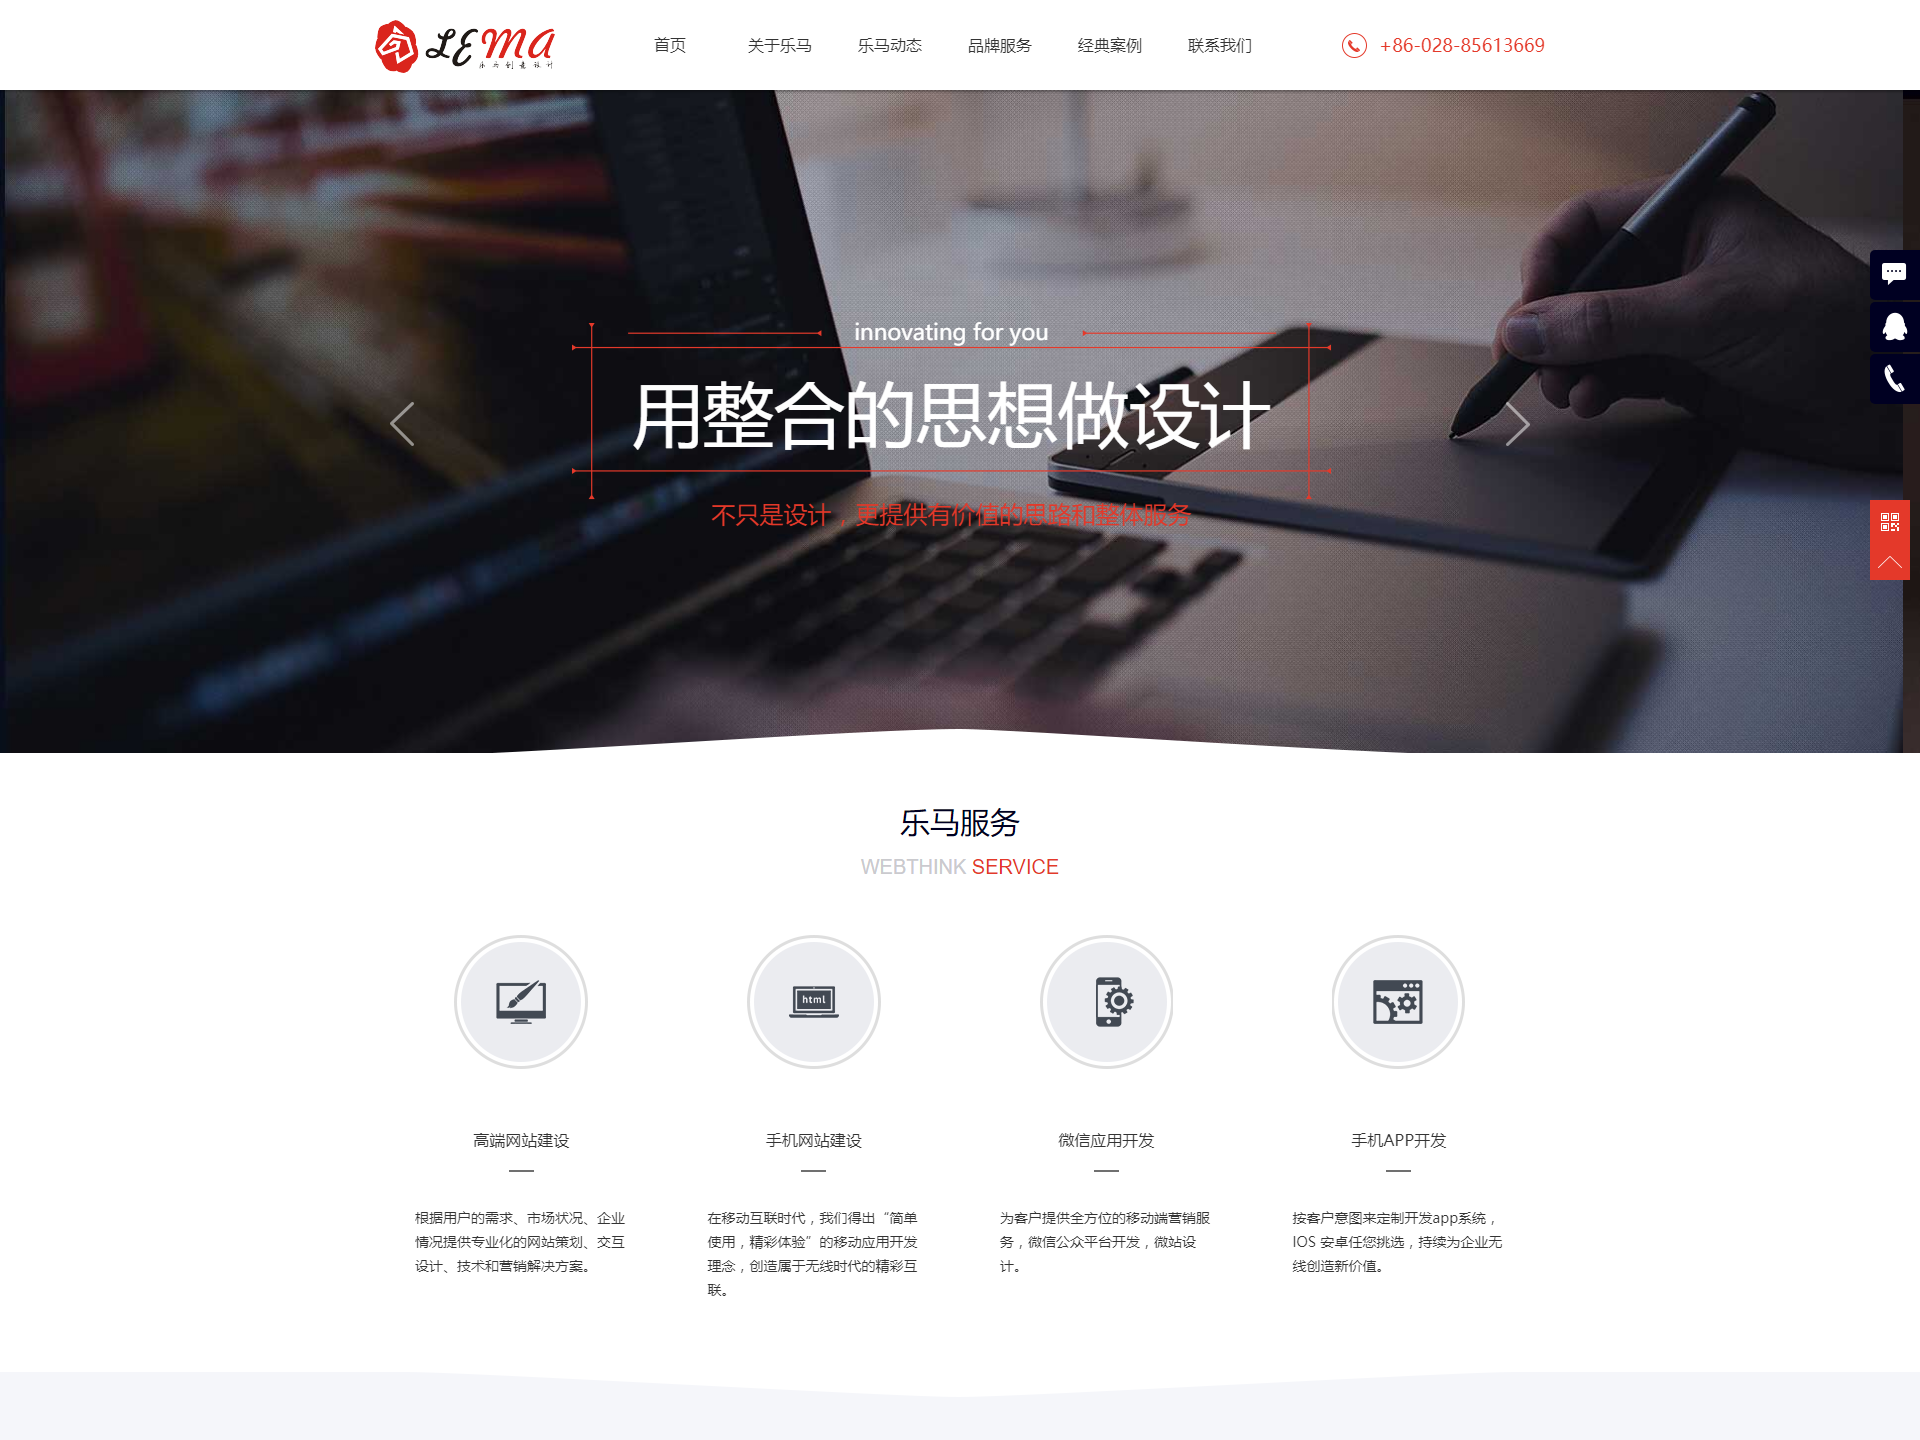 LEMA
乐马创意设计
首页
关于乐马
乐马动态
品牌服务
经典案例
联系我们
+86-028-85613669
innovating for you
用整合的思想做设计
不只是设计，更提供有价值的思路和整体服务
乐马服务
WEBTHINK SERVICE
html
高端网站建设
手机网站建设
微信应用开发
手机APP开发
根据用户的需求、市场状况、企业
情况提供专业化的网站策划、交互
设计、技术和营销解决方案。
在移动互联时代，我们得出“简单
使用，精彩体验”的移动应用开发
理念，创造属于无线时代的精彩互
联。
为客户提供全方位的移动端营销服
务，微信公众平台开发，微站设
计。
按客户意图来定制开发app系统，
IOS 安卓任您挑选，持续为企业无
线创造新价值。